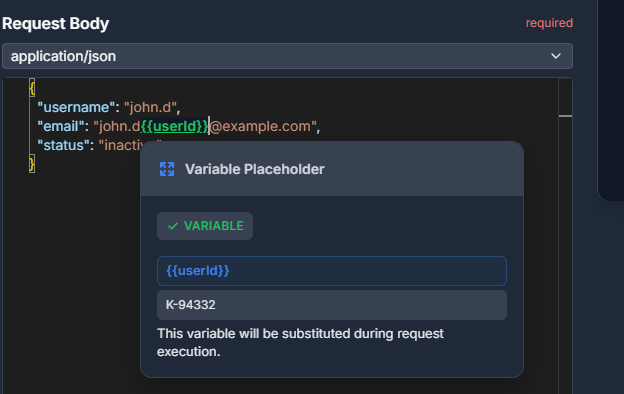 Request Body
required
application/json
{
"username": "john.d",
"email": "john.d{{userId}}@example.com",
"status": "inactiv
}
Variable Placeholder
VARIABLE
{{userId}}
K-94332
This variable will be substituted during request
execution.